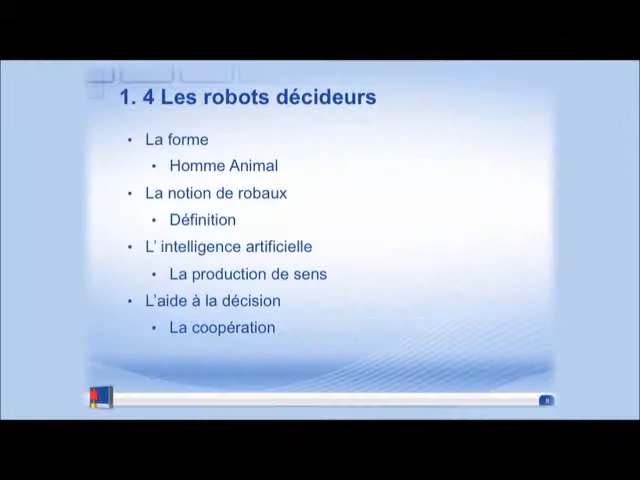 1. 4 Les robots décideurs
• La forme
• Homme Animal
• La notion de robaux
• Définition
• L' intelligence artificielle
• La production de sens
• L'aide à la décision
• La coopération